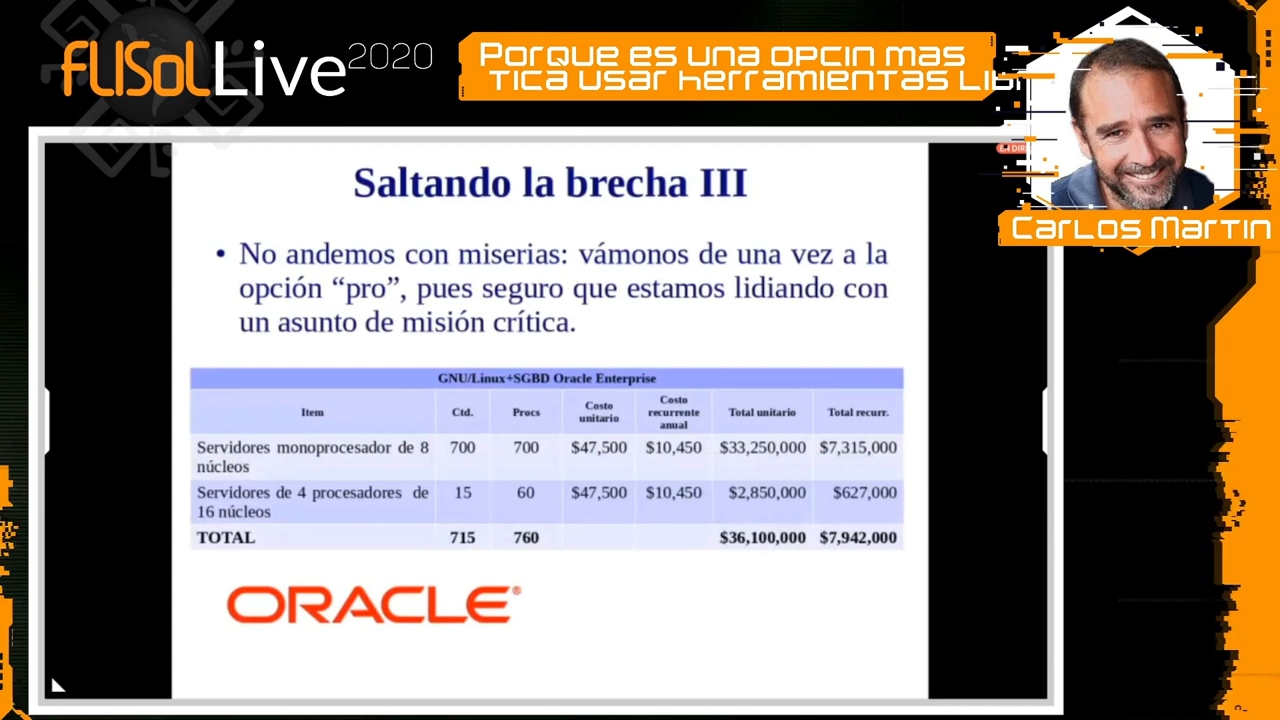 FLISoL Live 2020
Porque es una opcin mas
tica usar herramientas Li
Carlos Martin
Saltando la brecha III
• No andemos con miserias: vámonos de una vez a la
opción “pro”, pues seguro que estamos lidiando con
un asunto de misión crítica.
GNU/Linux+SGBD Oracle Enterprise
Item Ctd. Procs Costo unitario Costo recurrente anual Total unitario Total recurr.
Servidores monoprocesador de 8 núcleos 700 700 $47,500 $10,450 $33,250,000 $7,315,000
Servidores de 4 procesadores de 16 núcleos 15 60 $47,500 $10,450 $2,850,000 $627,000
TOTAL 715 760 $36,100,000 $7,942,000
ORACLE®